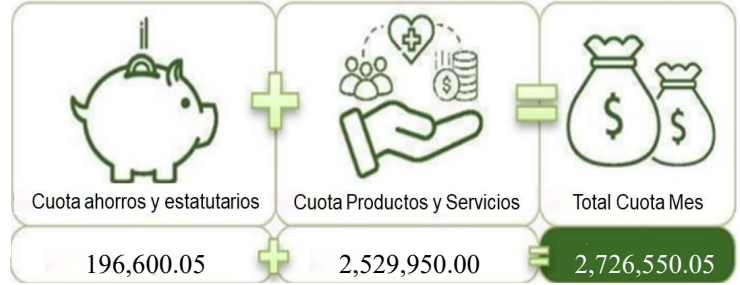 $
$ $
Cuota ahorros y estatutarios Cuota Productos y Servicios Total Cuota Mes
196,600.05 + 2,529,950.00 = 2,726,550.05